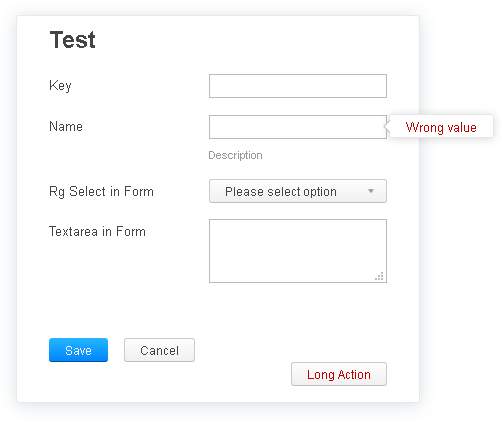 Test
Key
Name
Wrong value
Description
Rg Select in Form
Please select option
Textarea in Form
Save
Cancel
Long Action